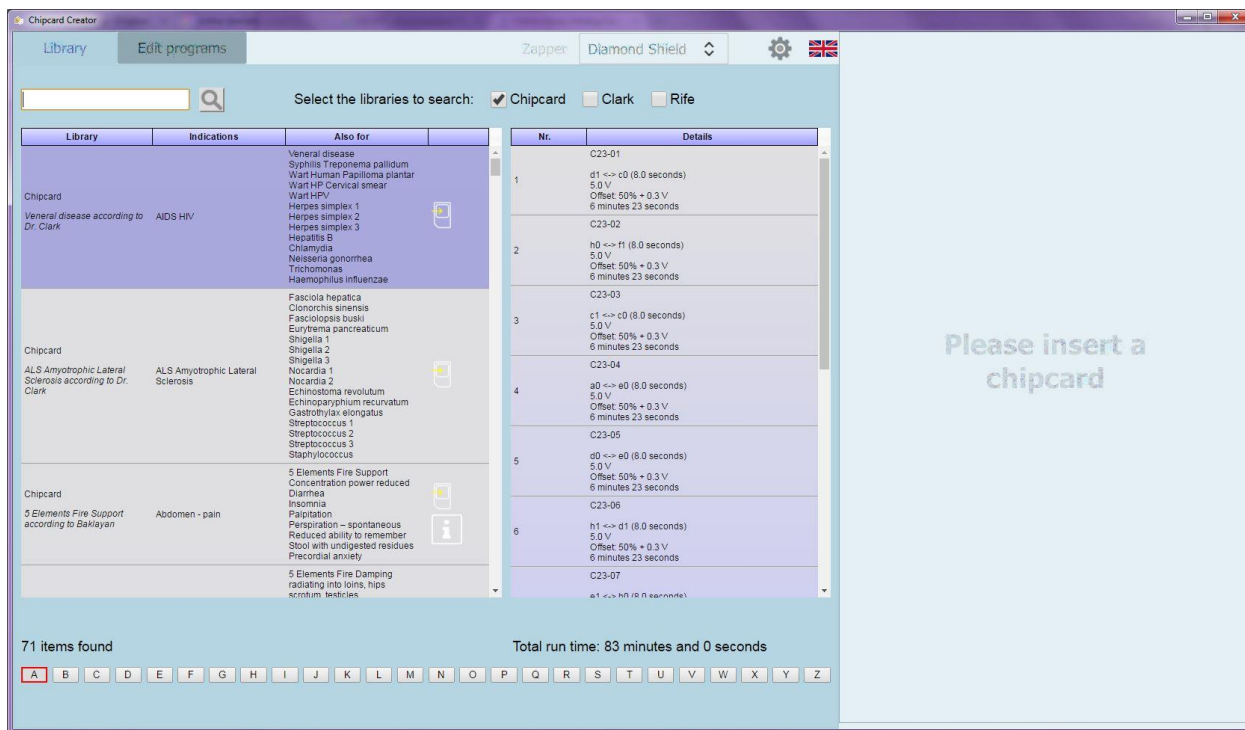 Chipcard Creator
Library
Edit programs
Zapper
Diamond Shield
Select the libraries to search:
Chipcard
Clark
Rife
Library
Indications
Also for
Chipcard
Veneral disease according to
Dr. Clark
AIDS HIV
Veneral disease
Syphilis Treponema pallidum
Wart Human Papilloma plantar
Wart HP Cervical smear
Wart HPV
Herpes simplex 1
Herpes simplex 2
Herpes simplex 3
Hepatitis B
Chlamydia
Neisseria gonorrhea
Trichomonas
Haemophilus influenzae
Chipcard
ALS Amyotrophic Lateral
Sclerosis according to Dr.
Clark
ALS Amyotrophic Lateral
Sclerosis
Fasciola hepatica
Clonorchis sinensis
Fasciolopsis buski
Eurytrema pancreaticum
Shigella 1
Shigella 2
Shigella 3
Nocardia 1
Nocardia 2
Echinostoma revolutum
Echinoparyphium recurvatum
Gastrothylax elongatus
Streptococcus 1
Streptococcus 2
Streptococcus 3
Staphylococcus
Chipcard
5 Elements Fire Support
according to Baklayan
Abdomen - pain
5 Elements Fire Support
Concentration power reduced
Diarrhea
Insomnia
Palpitation
Perspiration – spontaneous
Reduced ability to remember
Stool with undigested residues
Precordial anxiety
5 Elements Fire Damping
radiating into loins, hips
scrotum, testicles
Nr.
Details
1
C23-01
d1 <-> c0 (8.0 seconds)
5.0 V
Offset: 50% + 0.3 V
6 minutes 23 seconds
2
C23-02
h0 <-> f1 (8.0 seconds)
5.0 V
Offset: 50% + 0.3 V
6 minutes 23 seconds
3
C23-03
c1 <-> c0 (8.0 seconds)
5.0 V
Offset: 50% + 0.3 V
6 minutes 23 seconds
4
C23-04
a0 <-> e0 (8.0 seconds)
5.0 V
Offset: 50% + 0.3 V
6 minutes 23 seconds
5
C23-05
d0 <-> e0 (8.0 seconds)
5.0 V
Offset: 50% + 0.3 V
6 minutes 23 seconds
6
C23-06
h1 <-> d1 (8.0 seconds)
5.0 V
Offset: 50% + 0.3 V
6 minutes 23 seconds
C23-07
e1 <-> h0 (8.0 seconds)
Please insert a
chipcard
71 items found
Total run time: 83 minutes and 0 seconds
A B C D E F G H I J K L M N O P Q R S T U V W X Y Z